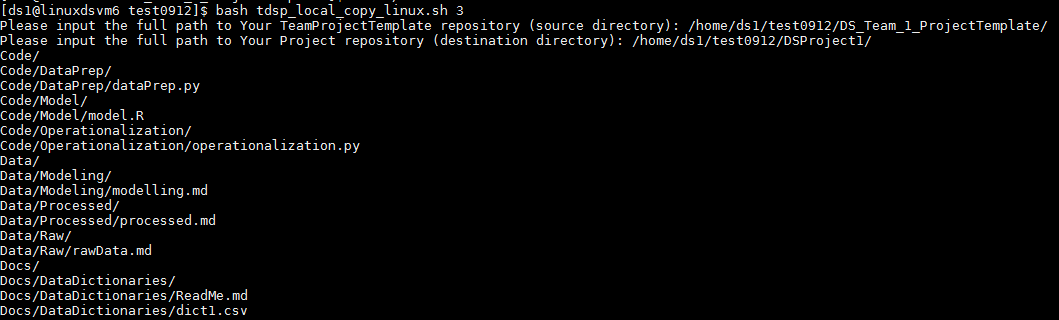 [ds1@linuxdsvm6 test0912]$ bash tdsp_local_copy_linux.sh 3
Please input the full path to Your TeamProjectTemplate repository (source directory): /home/ds1/test0912/DS_Team_1_ProjectTemplate/
Please input the full path to Your Project repository (destination directory): /home/ds1/test0912/DSProject1/
Code/
Code/DataPrep/
Code/DataPrep/dataPrep.py
Code/Model/
Code/Model/model.R
Code/Operationalization/
Code/Operationalization/operationalization.py
Data/
Data/Modeling/
Data/Modeling/modelling.md
Data/Processed/
Data/Processed/processed.md
Data/Raw/
Data/Raw/rawData.md
Docs/
Docs/DataDictionaries/
Docs/DataDictionaries/ReadMe.md
Docs/DataDictionaries/dict1.csv